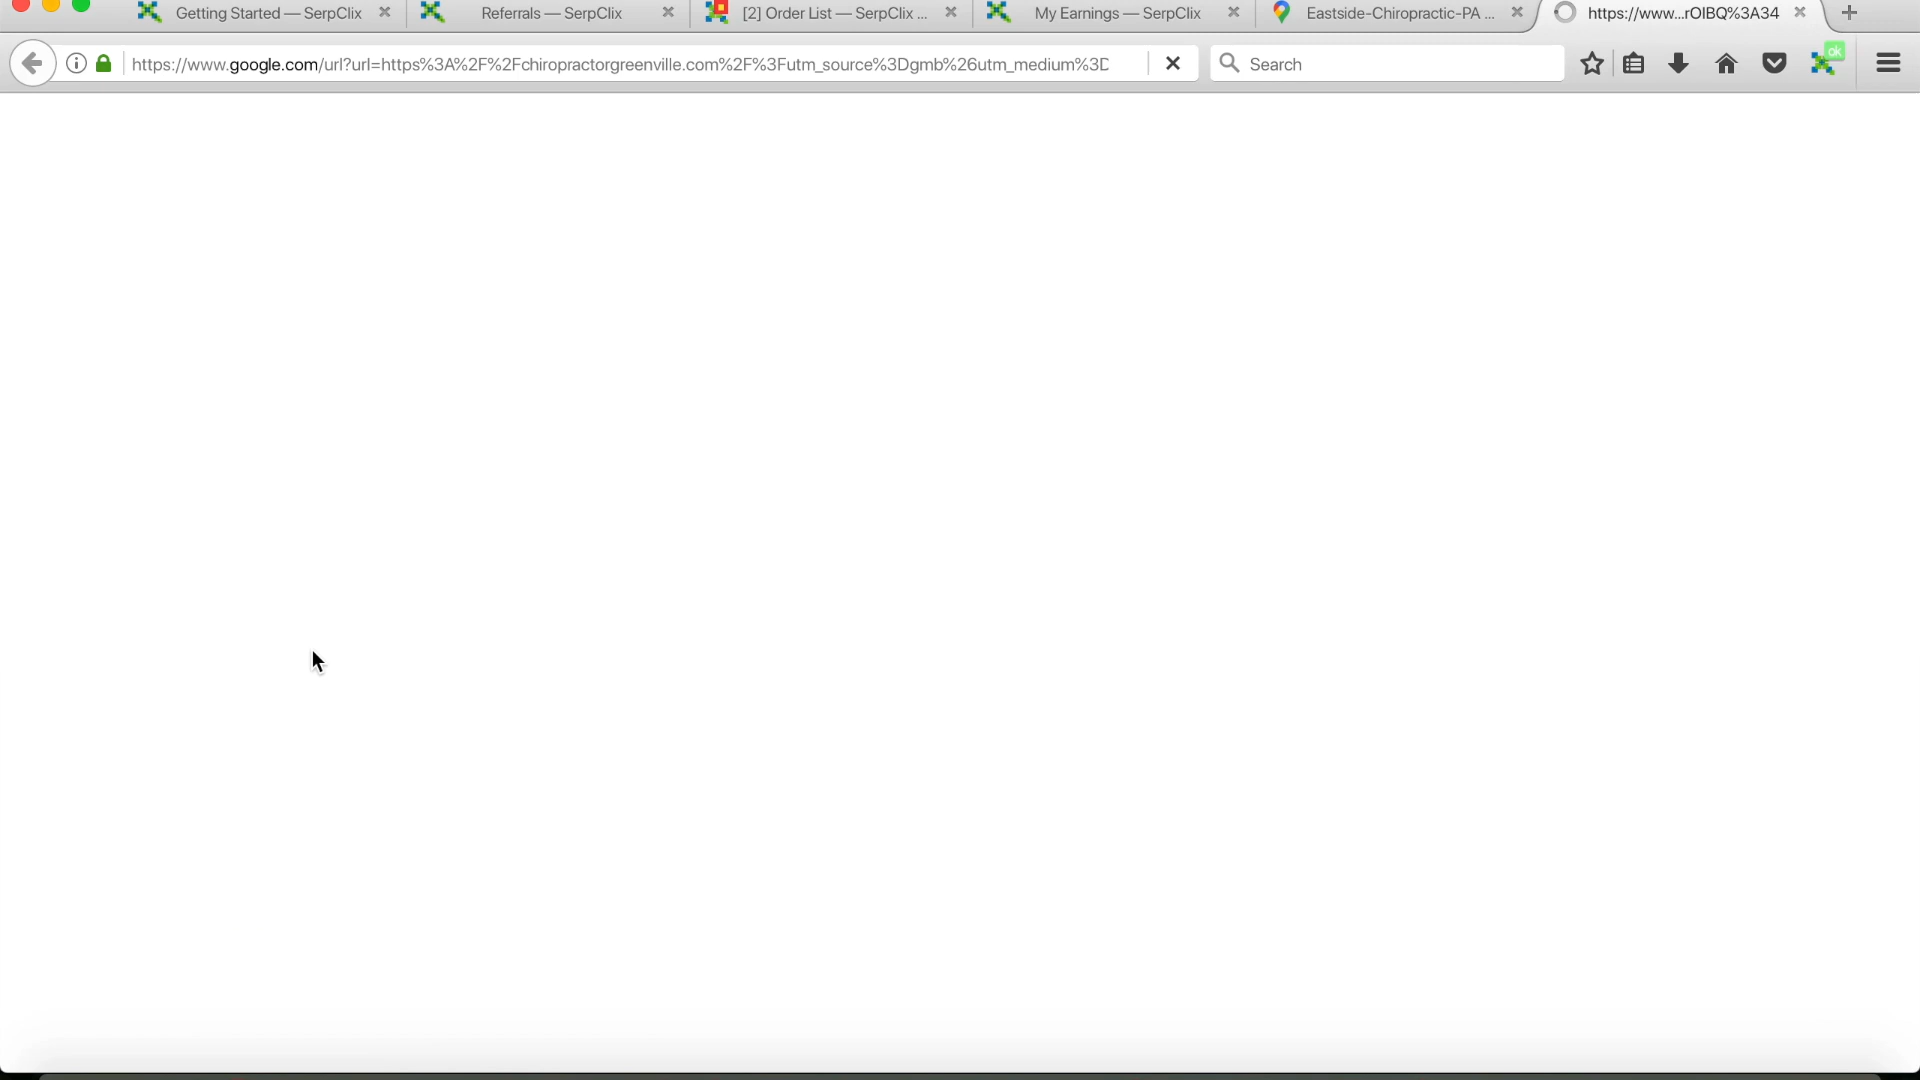 Getting Started — SerpClix
Referrals — SerpClix
[2] Order List — SerpClix ...
My Earnings — SerpClix
Eastside-Chiropractic-PA ...
https://www...rOIBQ%3A34
https://www.google.com/url?url=https%3A%2F%2Fchiropractorgreenville.com%2F%3Futm_source%3Dgmb%26utm_medium%3D
Search
ok